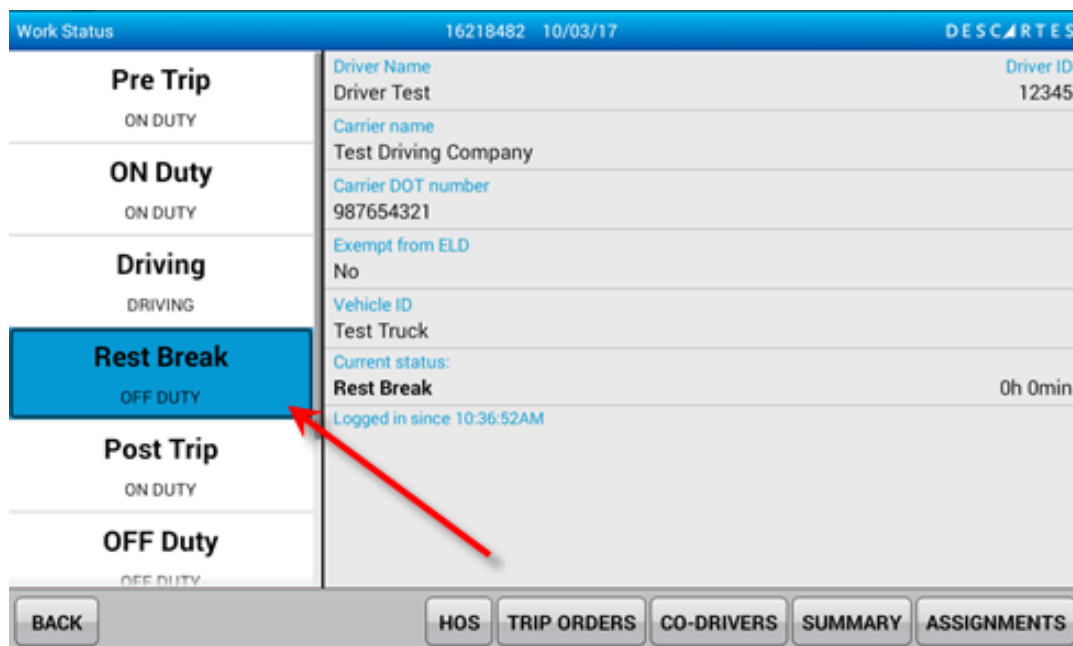 Work Status 16218482 10/03/17 DESCARTES
Pre Trip
ON DUTY
ON Duty
ON DUTY
Driving
DRIVING
Rest Break
OFF DUTY
Post Trip
ON DUTY
OFF Duty
OFF DUTY
Driver Name Driver ID
Driver Test 12345
Carrier name
Test Driving Company
Carrier DOT number
987654321
Exempt from ELD
No
Vehicle ID
Test Truck
Current status:
Rest Break 0h 0min
Logged in since 10:36:52AM
BACK HOS TRIP ORDERS CO-DRIVERS SUMMARY ASSIGNMENTS